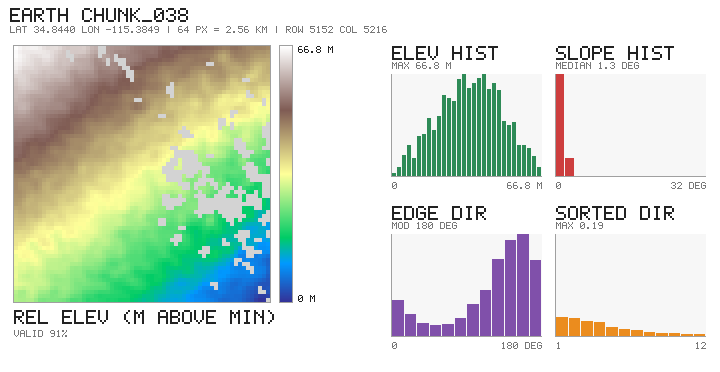 EARTH CHUNK_038
LAT 34.8440 LON -115.3849 | 64 PX = 2.56 KM | ROW 5152 COL 5216
66.8 M
0 M
REL ELEV (M ABOVE MIN)
VALID 91%
ELEV HIST
MAX 66.8 M
0 66.8 M
SLOPE HIST
MEDIAN 1.3 DEG
0 32 DEG
EDGE DIR
MOD 180 DEG
0 180 DEG
SORTED DIR
MAX 0.19
1 12